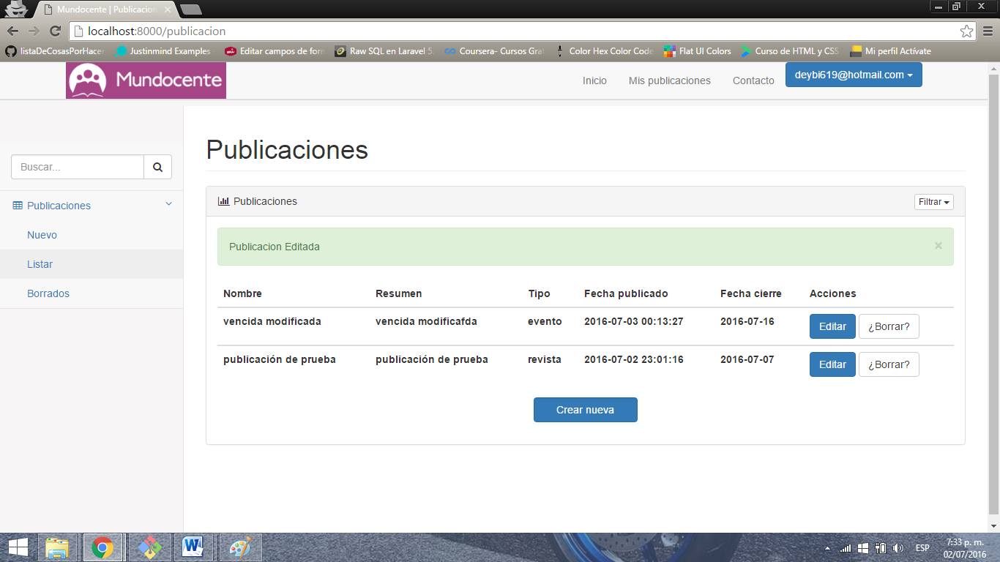 Mundocente | Publicacion
localhost:8000/publicacion
listaDeCosasPorHacer Justinmind Examples Editar campos de form Raw SQL en Laravel 5. Coursera- Cursos Grat Color Hex Color Code Flat UI Colors Curso de HTML y CSS Mi perfil Actívate
Mundocente Inicio Mis publicaciones Contacto deybi619@hotmail.com
Publicaciones
Buscar...
Publicaciones
Nuevo
Listar
Borrados
Publicaciones Filtrar
Publicacion Editada ×
Nombre Resumen Tipo Fecha publicado Fecha cierre Acciones
vencida modificada vencida modificafda evento 2016-07-03 00:13:27 2016-07-16 Editar ¿Borrar?
publicación de prueba publicación de prueba revista 2016-07-02 23:01:16 2016-07-07 Editar ¿Borrar?
Crear nueva
ESP 7:33 p. m.
02/07/2016